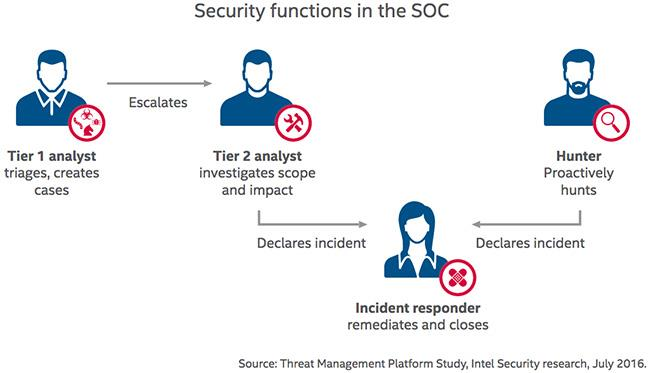 Security functions in the SOC
Escalates
Tier 1 analyst
triages, creates
cases
Tier 2 analyst
investigates scope
and impact
Hunter
Proactively
hunts
Declares incident
Declares incident
Incident responder
remediates and closes
Source: Threat Management Platform Study, Intel Security research, July 2016.